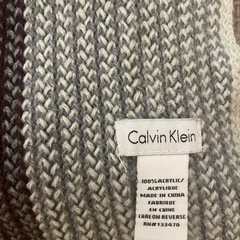 Calvin Klein
100% ACRYLIC/
ACRYLIQUE
MADE IN CHINA
FABRIQUE
EN CHINE
CARE ON REVERSE
RN#133470